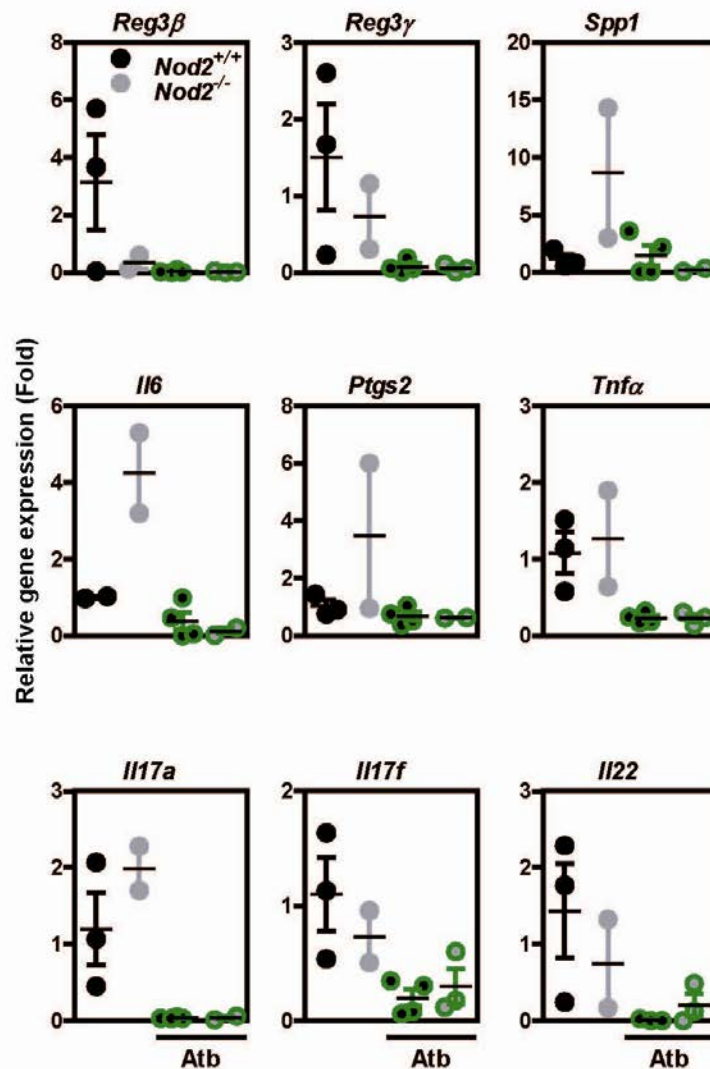 Reg3β Reg3γ Spp1
Nod2+/+
Nod2-/-
8 6 4 2 0
3 2 1 0
20 15 10 5 0
Relative gene expression (Fold)
Il6 Ptgs2 Tnfα
6 4 2 0
8 6 4 2 0
3 2 1 0
Il17a Il17f Il22
3 2 1 0
2 1 0
3 2 1 0
Atb Atb Atb